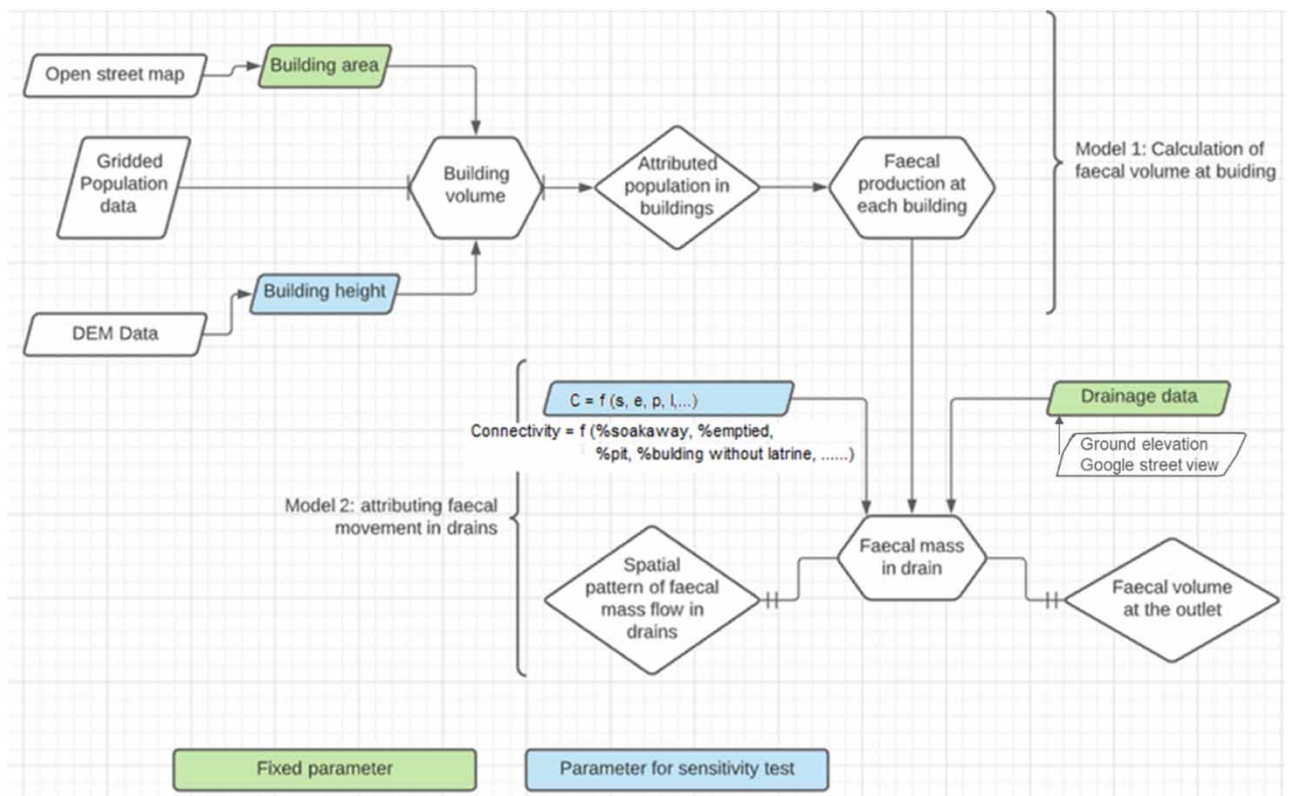 Open street map
Building area
Gridded
Population
data
Building
volume
Attributed
population in
buildings
Faecal
production at
each building
Model 1: Calculation of
faecal volume at buiding
Building height
DEM Data
C = f (s, e, p, l,...)
Connectivity = f (%soakaway, %emptied,
%pit, %bulding without latrine, ......)
Drainage data
Ground elevation
Google street view
Model 2: attributing faecal
movement in drains
Spatial
pattern of faecal
mass flow in
drains
Faecal mass
in drain
Faecal volume
at the outlet
Fixed parameter
Parameter for sensitivity test